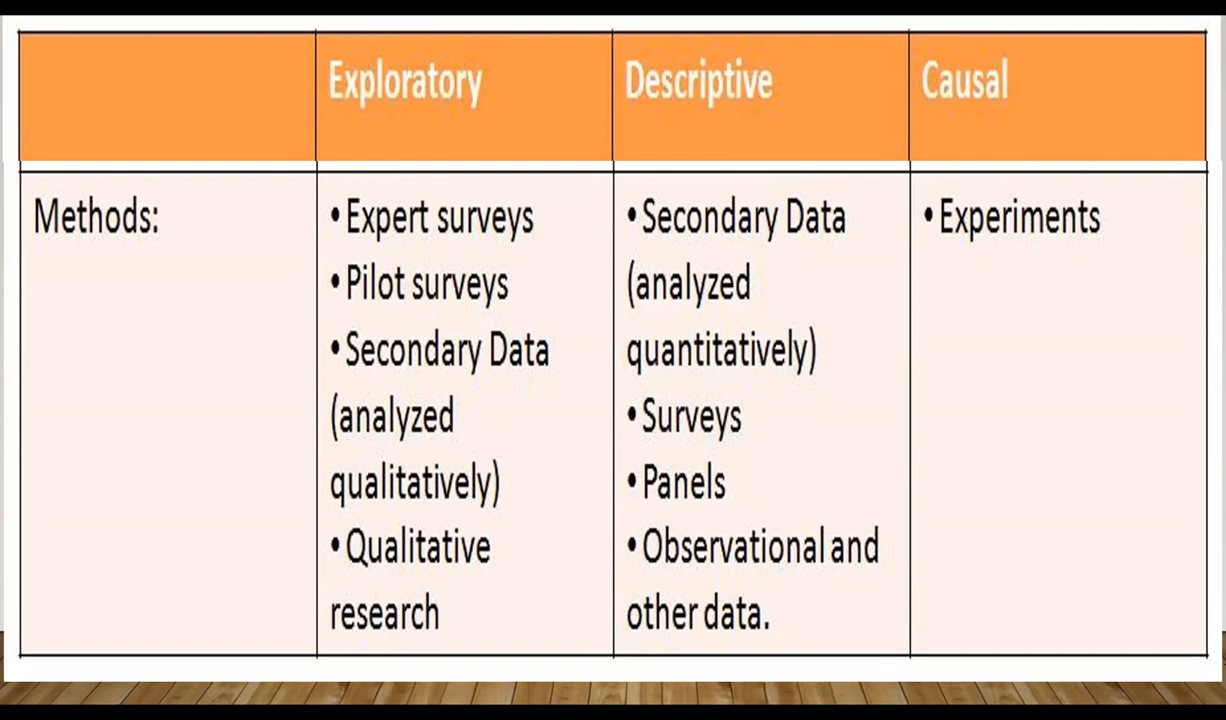 Exploratory
Descriptive
Causal
Methods:
• Expert surveys
• Pilot surveys
• Secondary Data
(analyzed
qualitatively)
• Qualitative
research
• Secondary Data
(analyzed
quantitatively)
• Surveys
• Panels
• Observational and
other data.
• Experiments